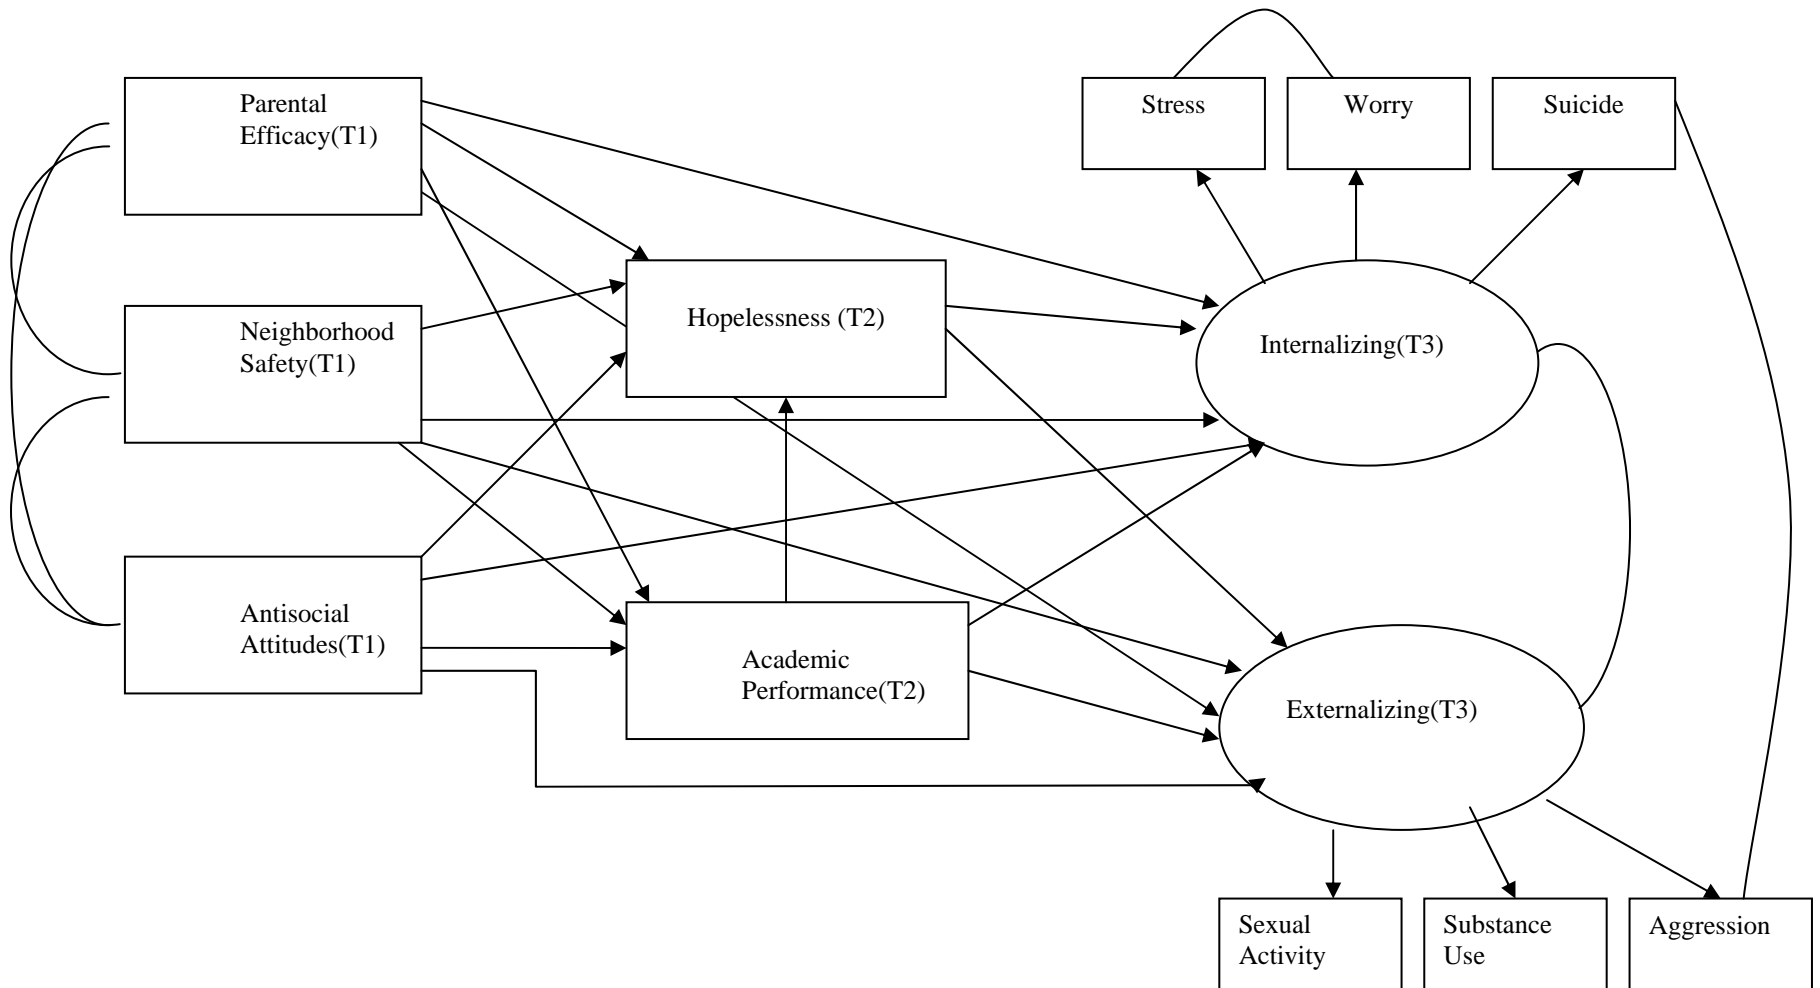 Parental
Efficacy(T1)
Stress
Worry
Suicide
Neighborhood
Safety(T1)
Hopelessness (T2)
Internalizing(T3)
Antisocial
Attitudes(T1)
Academic
Performance(T2)
Externalizing(T3)
Sexual
Activity
Substance
Use
Aggression